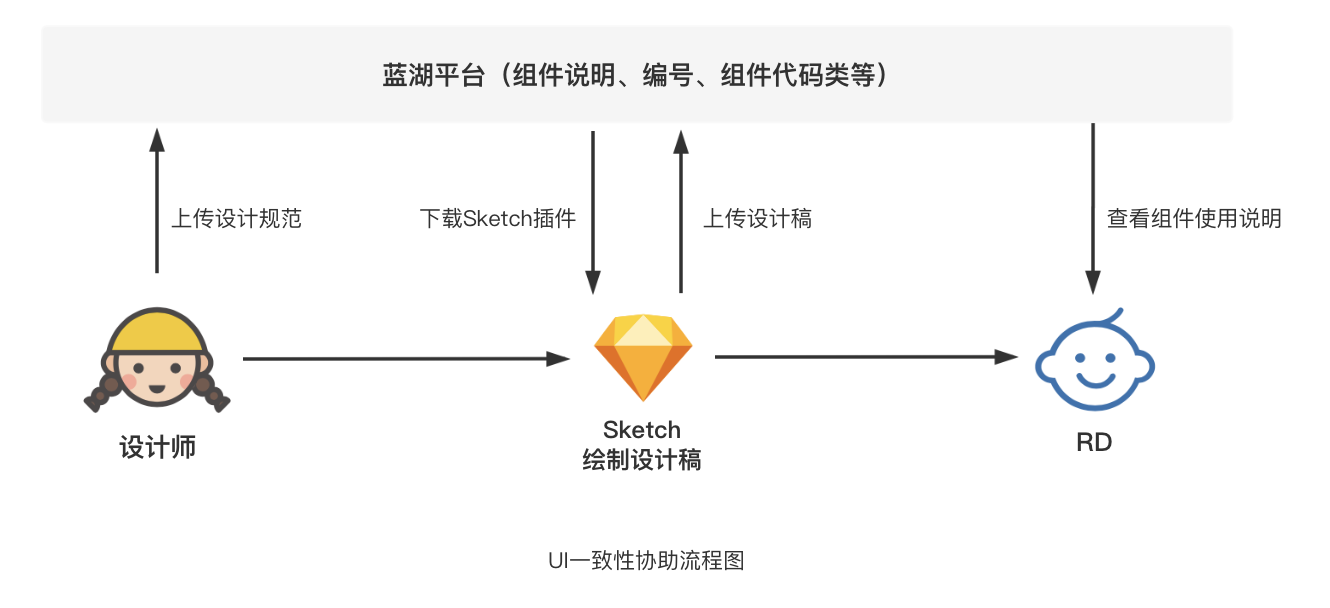 蓝湖平台（组件说明、编号、组件代码类等）
上传设计规范
下载Sketch插件
上传设计稿
查看组件使用说明
设计师
Sketch
绘制设计稿
RD
UI一致性协助流程图